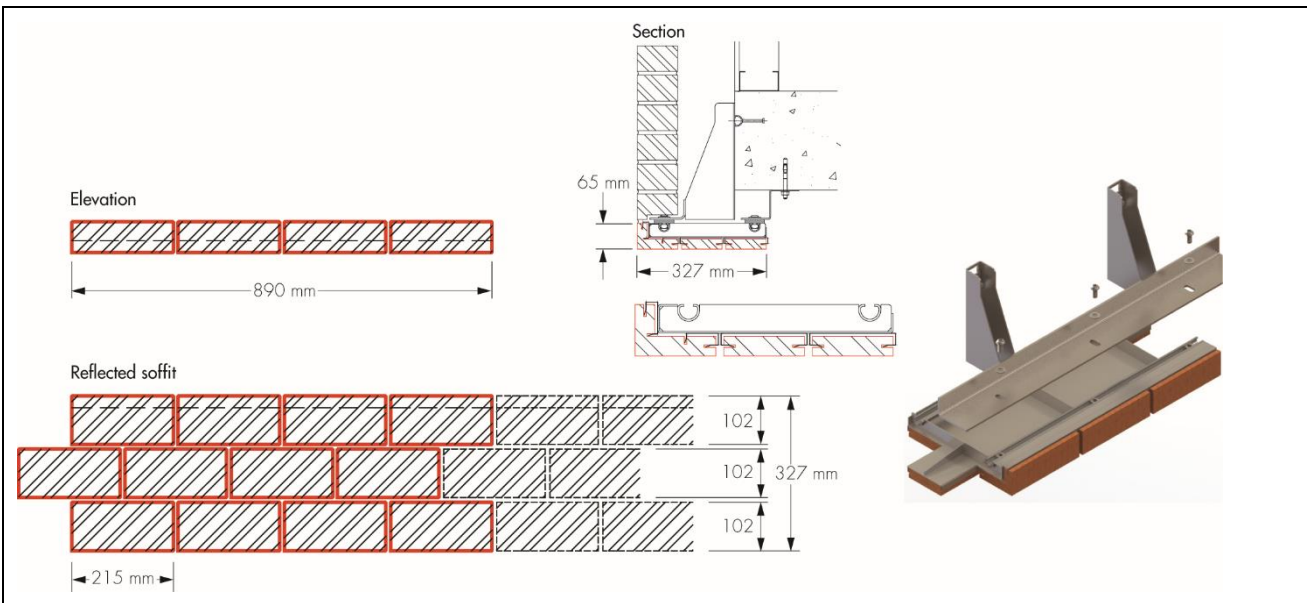 Section
65 mm
327 mm
Elevation
890 mm
Reflected soffit
102
102
327 mm
102
215 mm